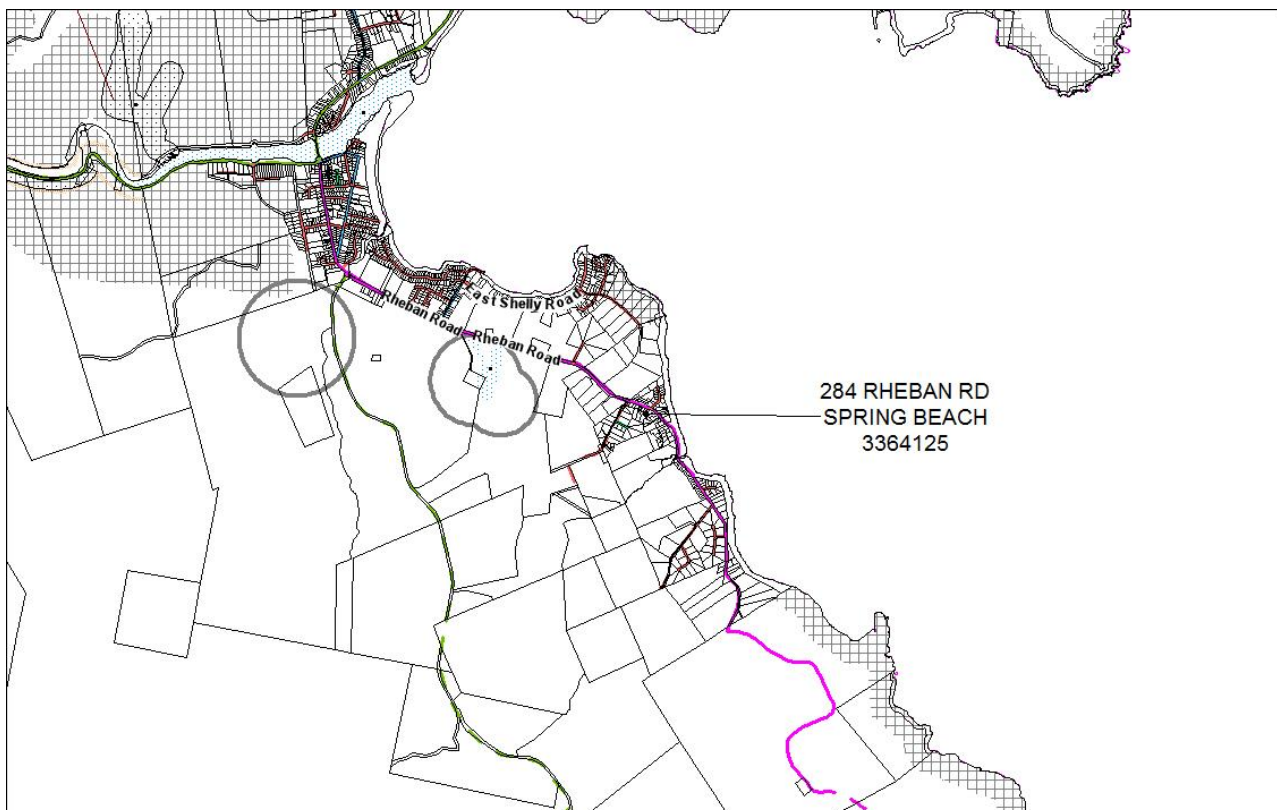 East Shelly Road
Rheban Road
Rheban Road
284 RHEBAN RD
SPRING BEACH
3364125